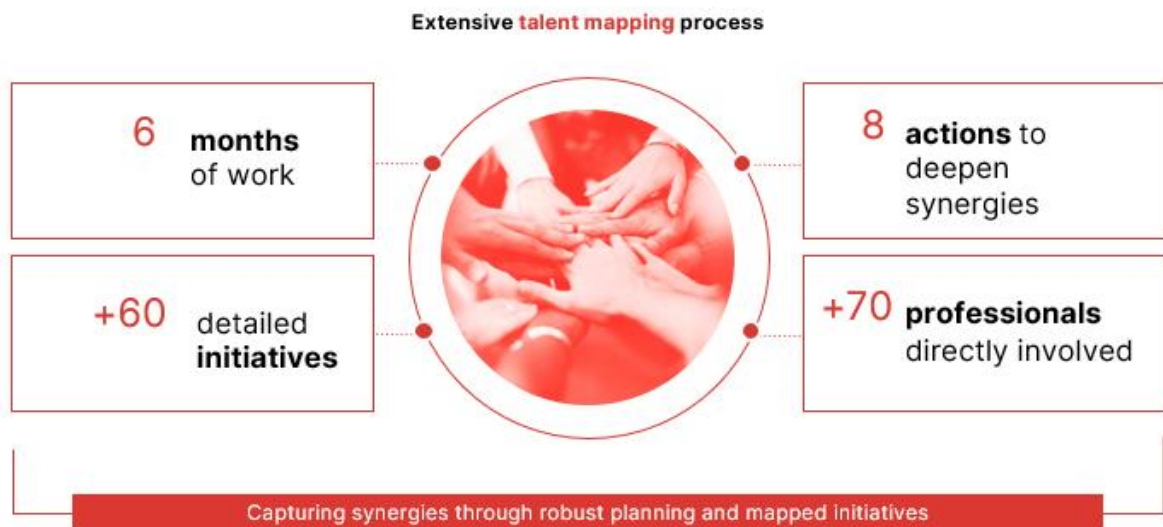 Extensive talent mapping process
6 months
of work
8 actions to
deepen
synergies
+60 detailed
initiatives
+70 professionals
directly involved
Capturing synergies through robust planning and mapped initiatives